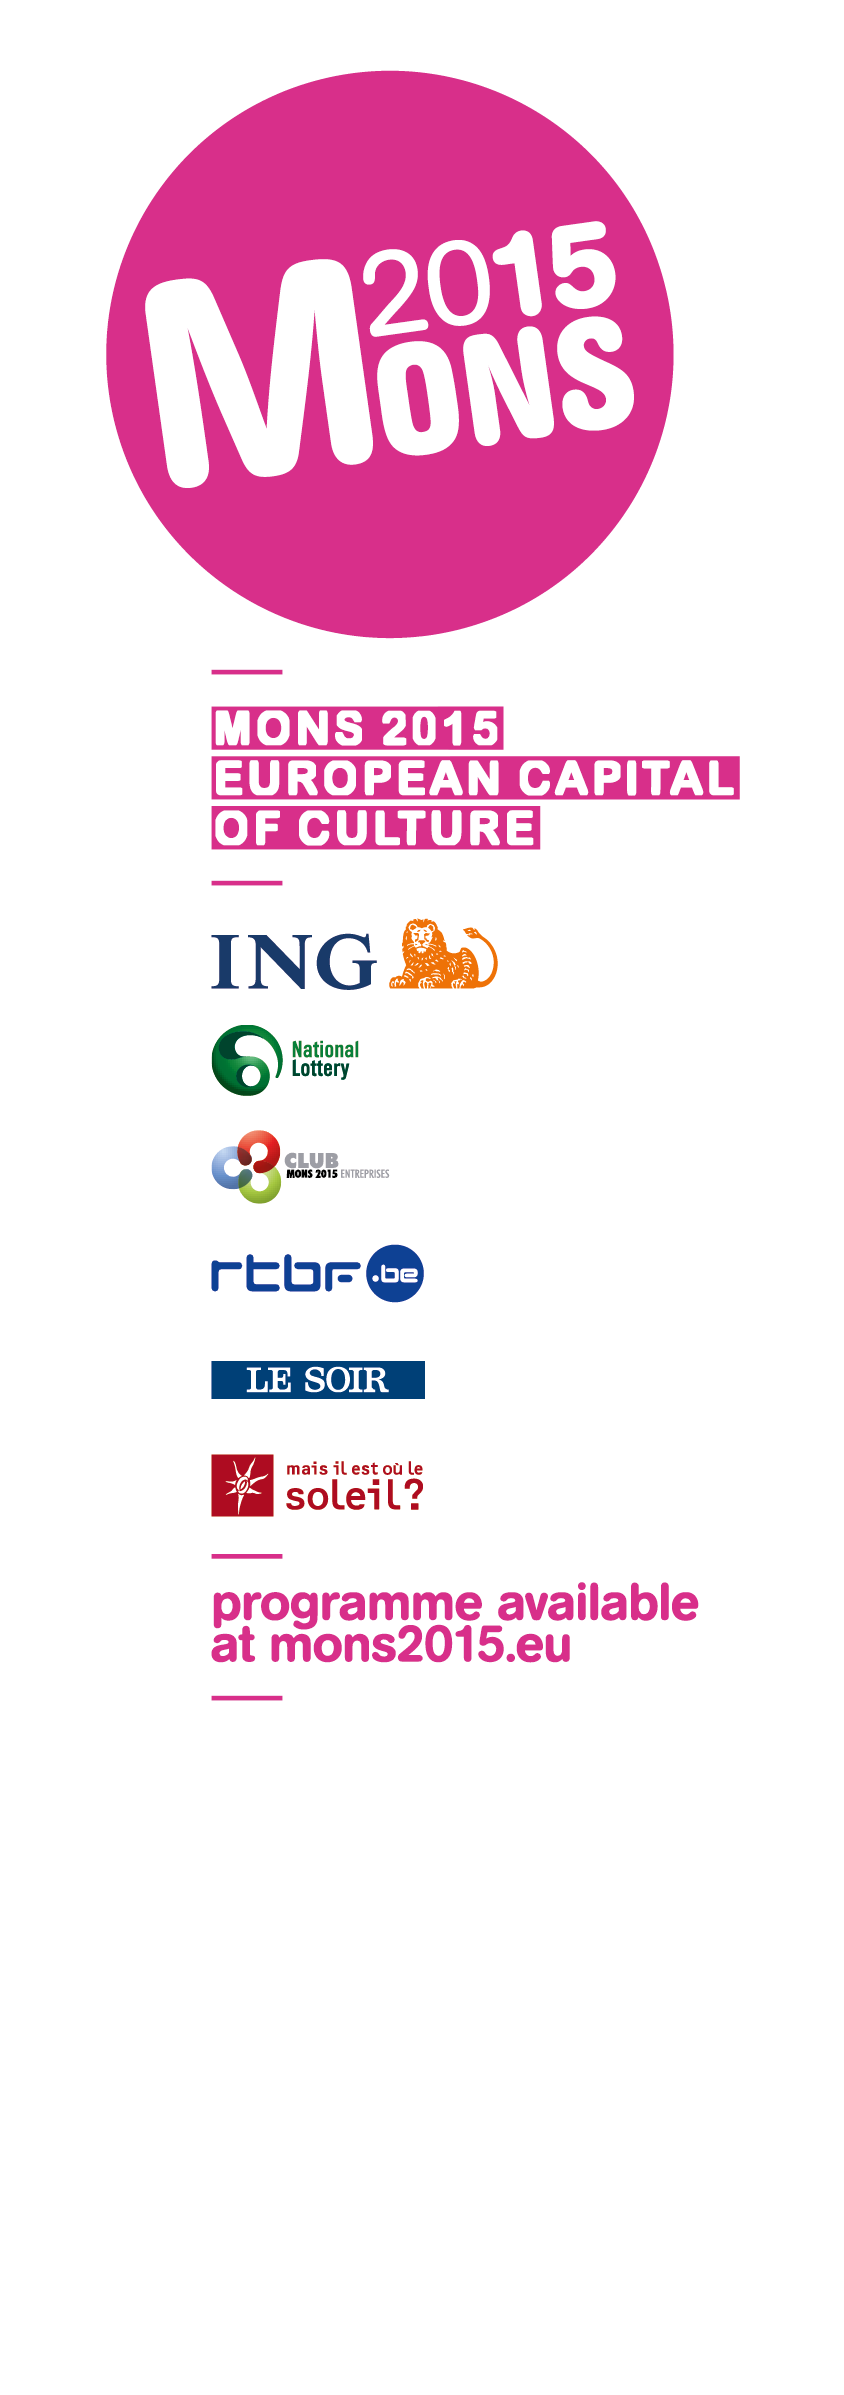 2015
MONS
MONS 2015
EUROPEAN CAPITAL
OF CULTURE
ING
National
Lottery
CLUB
MONS 2015 ENTREPRISES
rtbf.be
LE SOIR
mais il est où le
soleil?
programme available
at mons2015.eu